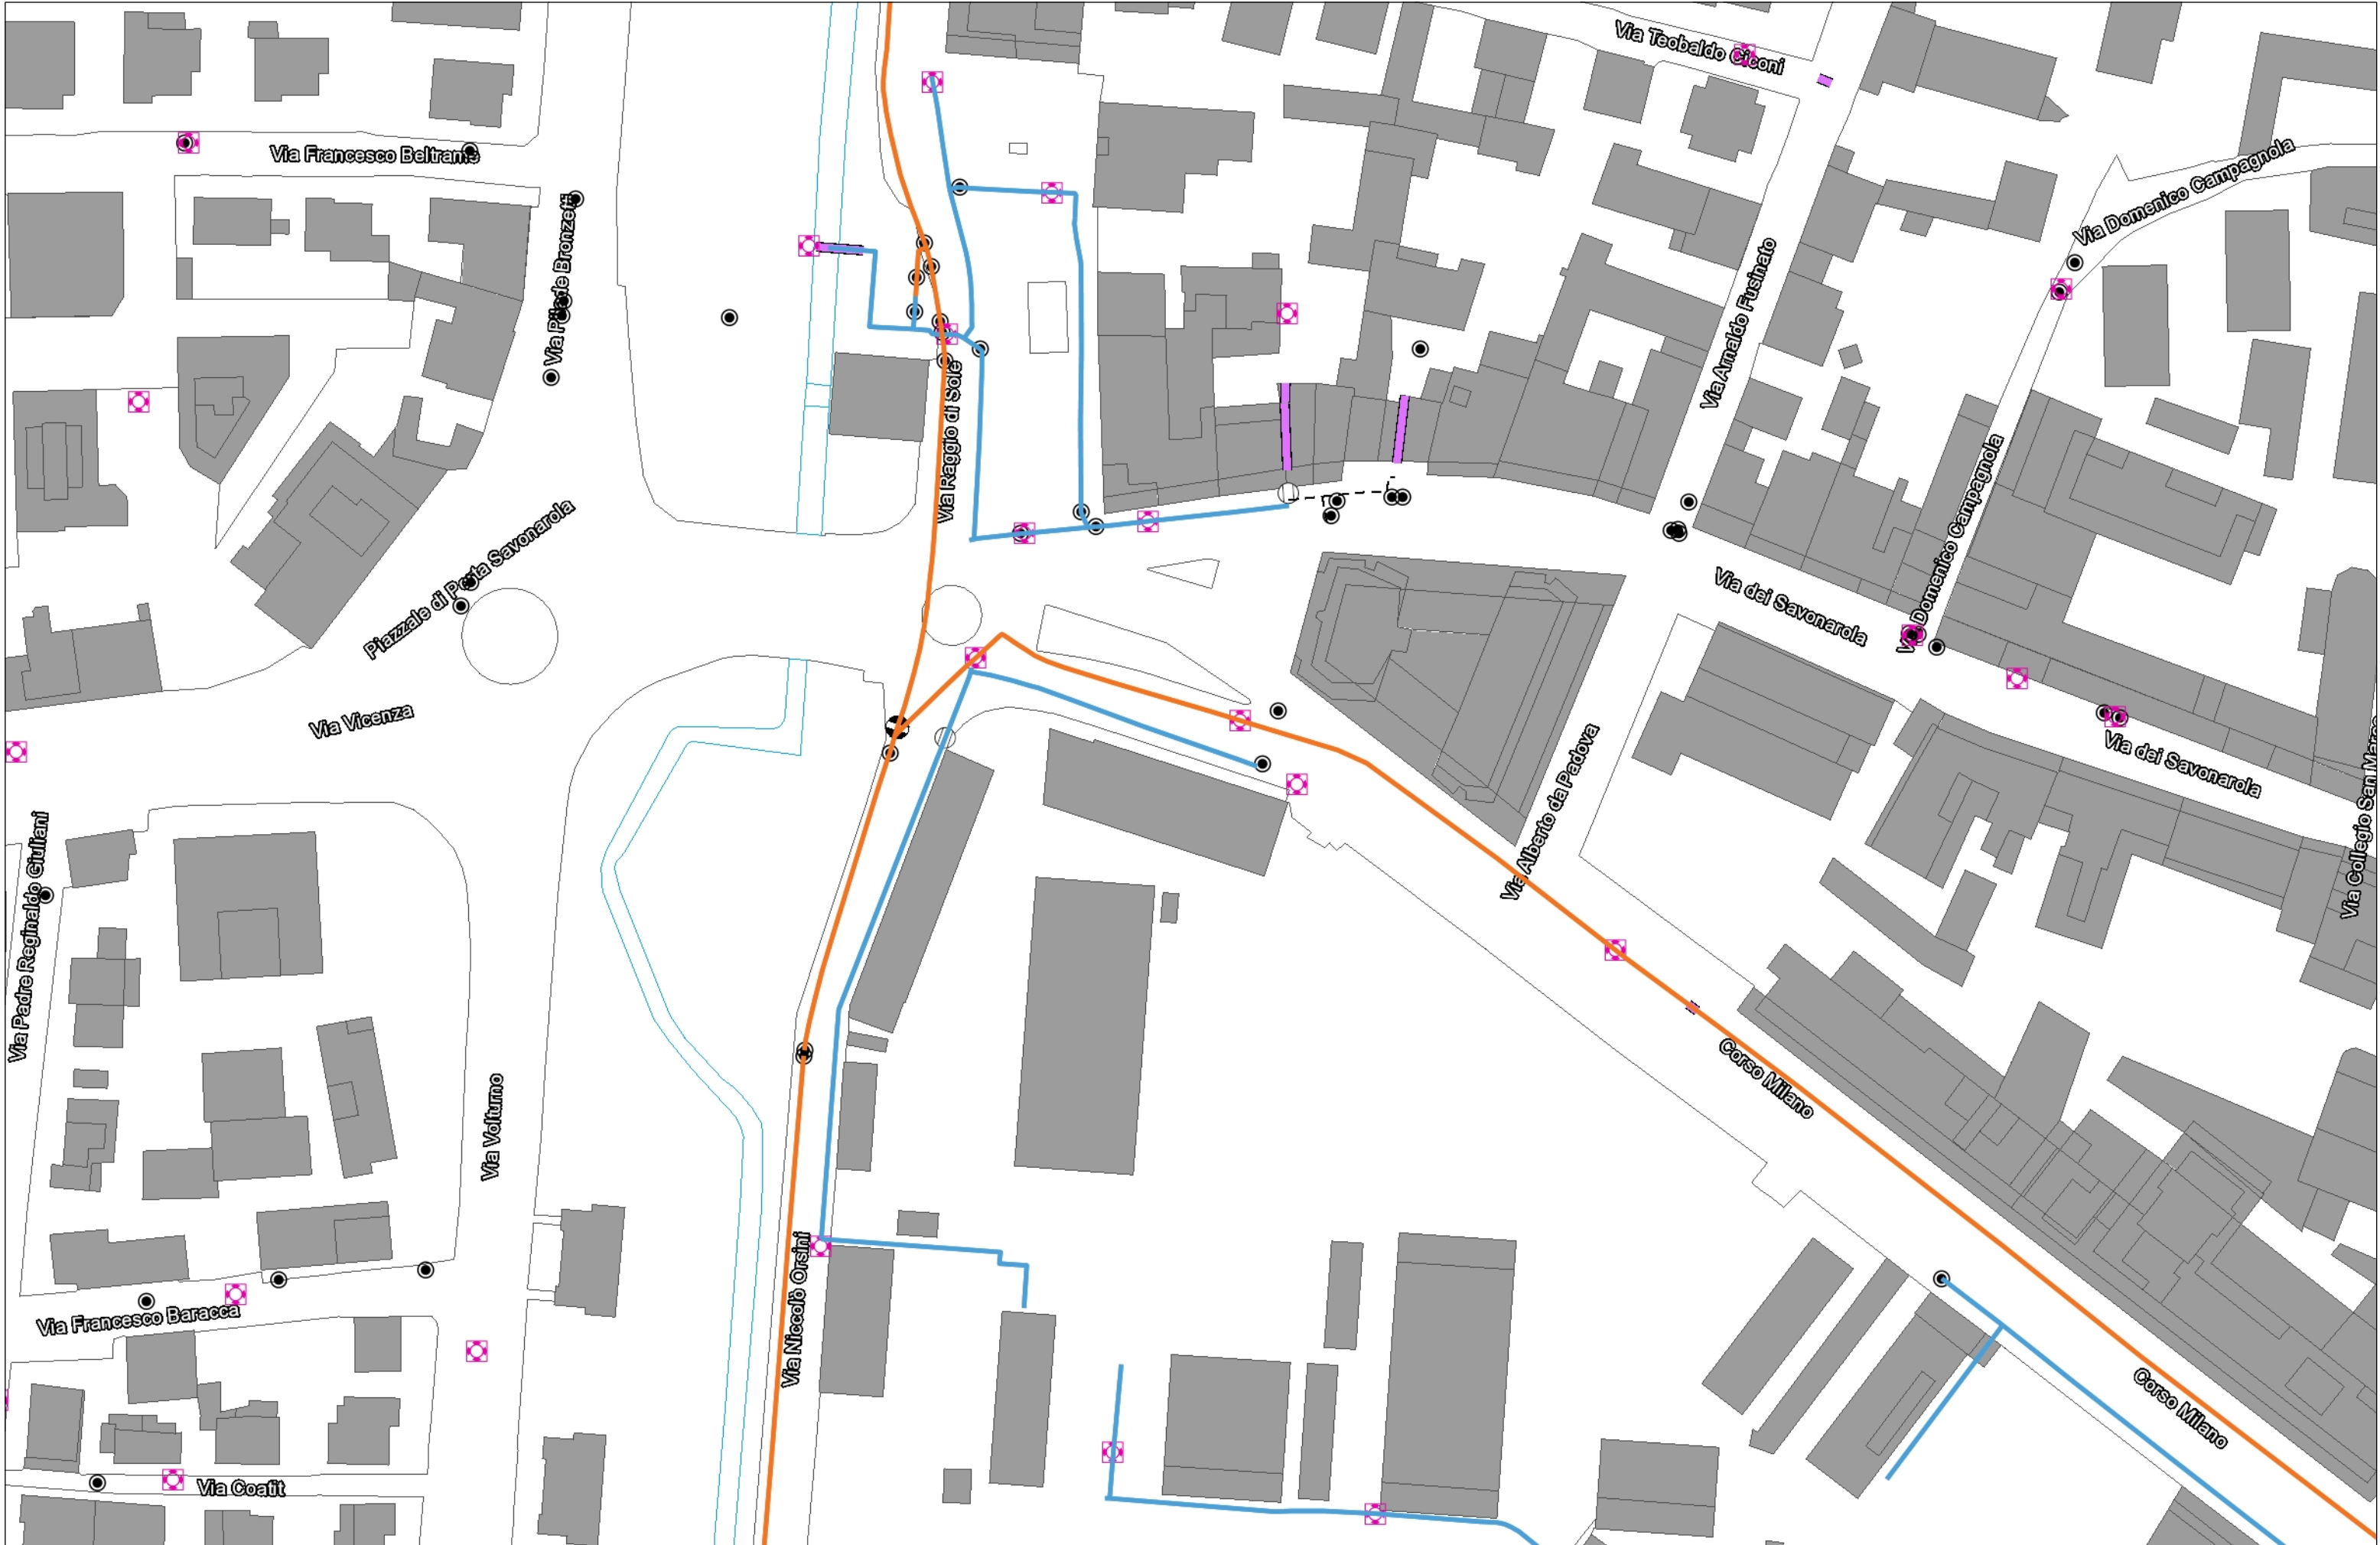 Via Teobaldo Ciconi
Via Francesco Beltrame
Via Domenico Campagnola
Via Pilade Bronzetti
Via Arnaldo Fusinato
Via Raggio di Sole
Via Domenico Campagnola
Piazzale di Porta Savonarola
Via dei Savonarola
Via Vicenza
Via dei Savonarola
Via Alberto da Padova
Via Collegio San Marco
Via Padre Reginaldo Giuliani
Corso Milano
Via Volturno
Via Niccolò Orsini
Via Francesco Baracca
Corso Milano
Via Coatit